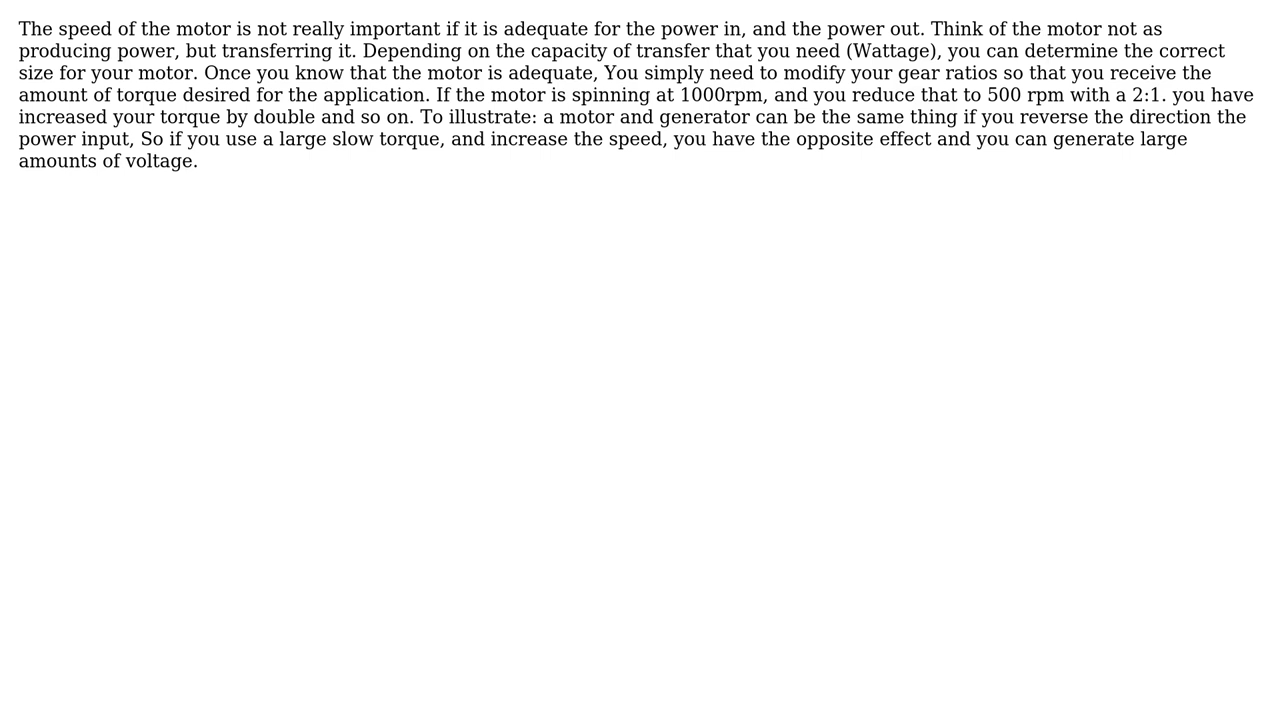 The speed of the motor is not really important if it is adequate for the power in, and the power out. Think of the motor not as
producing power, but transferring it. Depending on the capacity of transfer that you need (Wattage), you can determine the correct
size for your motor. Once you know that the motor is adequate, You simply need to modify your gear ratios so that you receive the
amount of torque desired for the application. If the motor is spinning at 1000rpm, and you reduce that to 500 rpm with a 2:1. you have
increased your torque by double and so on. To illustrate: a motor and generator can be the same thing if you reverse the direction the
power input, So if you use a large slow torque, and increase the speed, you have the opposite effect and you can generate large
amounts of voltage.